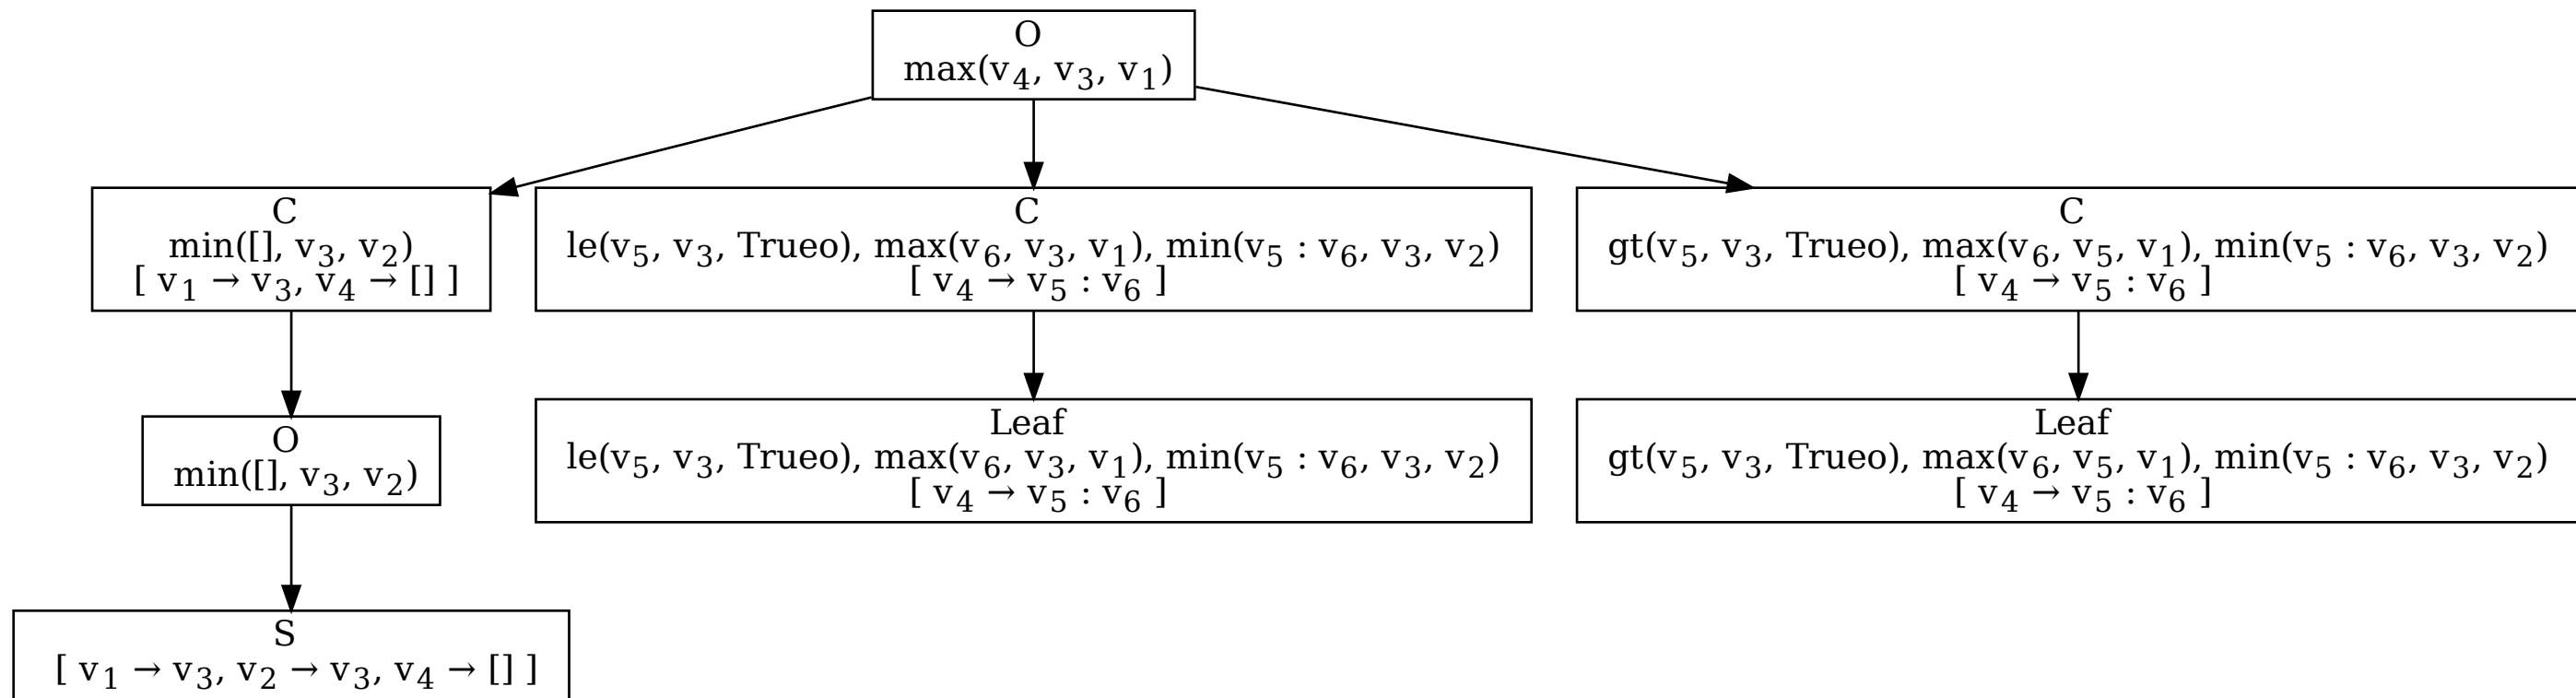 O
max(v₄, v₃, v₁)
C
min([], v₃, v₂)
[ v₁ → v₃, v₄ → [] ]
C
le(v₅, v₃, Trueo), max(v₆, v₃, v₁), min(v₅ : v₆, v₃, v₂)
[ v₄ → v₅ : v₆ ]
C
gt(v₅, v₃, Trueo), max(v₆, v₅, v₁), min(v₅ : v₆, v₃, v₂)
[ v₄ → v₅ : v₆ ]
O
min([], v₃, v₂)
Leaf
le(v₅, v₃, Trueo), max(v₆, v₃, v₁), min(v₅ : v₆, v₃, v₂)
[ v₄ → v₅ : v₆ ]
Leaf
gt(v₅, v₃, Trueo), max(v₆, v₅, v₁), min(v₅ : v₆, v₃, v₂)
[ v₄ → v₅ : v₆ ]
S
[ v₁ → v₃, v₂ → v₃, v₄ → [] ]